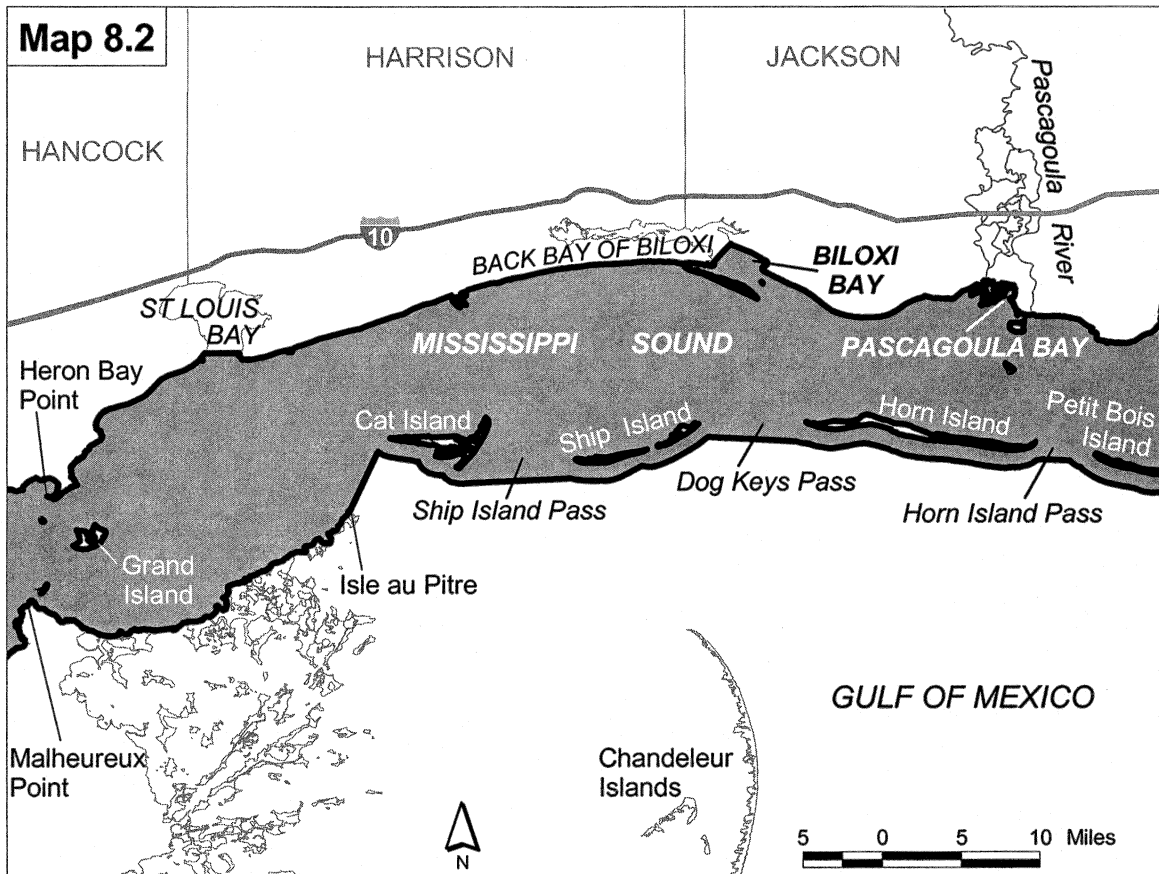 Map 8.2
HARRISON
JACKSON
HANCOCK
Pascagoula
River
10
BACK BAY OF BILOXI
BILOXI
BAY
ST LOUIS
BAY
MISSISSIPPI SOUND
PASCAGOULA BAY
Heron Bay
Point
Cat Island
Ship Island
Horn Island
Petit Bois
Island
Dog Keys Pass
Ship Island Pass
Horn Island Pass
Grand
Island
Isle au Pitre
GULF OF MEXICO
Malheureux
Point
Chandeleur
Islands
N
5 0 5 10 Miles